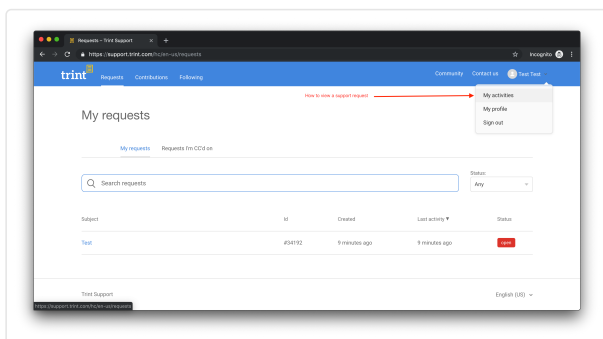 Requests – Trint Support
https://support.trint.com/hc/en-us/requests
Incognito
trint
Requests Contributions Following
Community Contact us Test Test
How to view a support request
My activities
My profile
Sign out
My requests
My requests Requests I'm CC'd on
Search requests
Status:
Any
Subject Id Created Last activity ▼ Status
Test #34192 9 minutes ago 9 minutes ago open
Trint Support
English (US)
https://support.trint.com/hc/en-us/requests